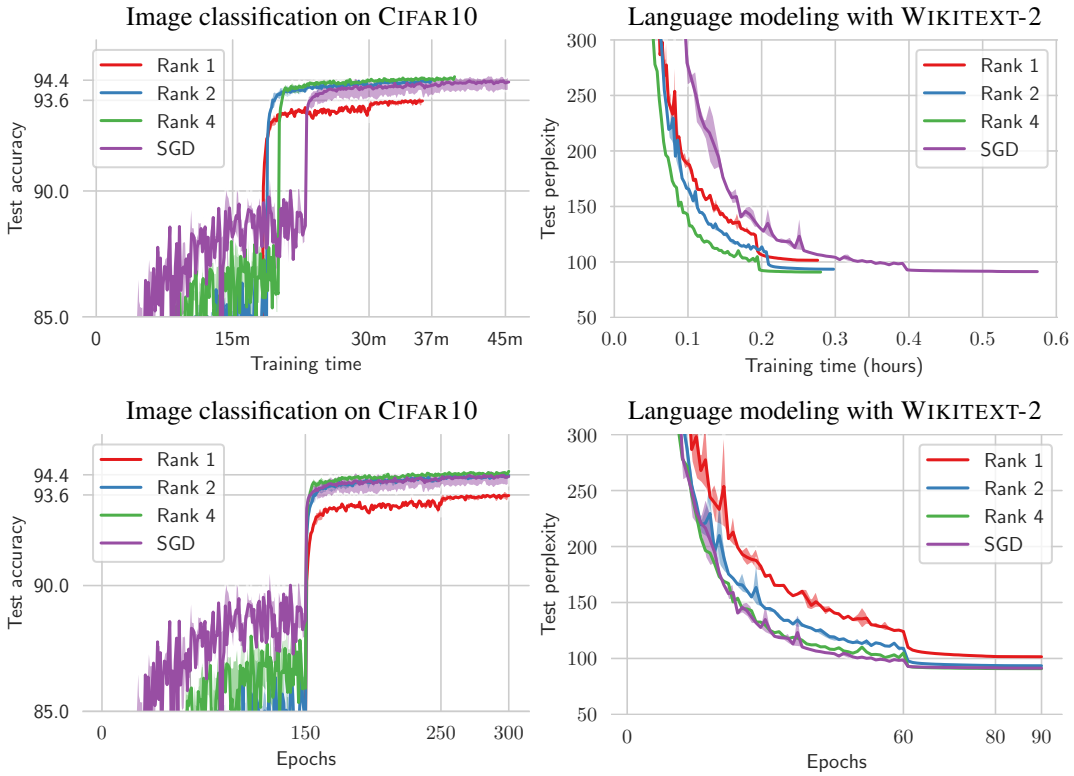 Image classification on CIFAR10
Test accuracy
94.4
93.6
90.0
85.0
Rank 1
Rank 2
Rank 4
SGD
0
15m
30m
37m
45m
Training time
Language modeling with WIKITEXT-2
Test perplexity
300
250
200
150
100
50
Rank 1
Rank 2
Rank 4
SGD
0.0
0.1
0.2
0.3
0.4
0.5
0.6
Training time (hours)
Image classification on CIFAR10
Test accuracy
94.4
93.6
90.0
85.0
Rank 1
Rank 2
Rank 4
SGD
0
150
250
300
Epochs
Language modeling with WIKITEXT-2
Test perplexity
300
250
200
150
100
50
Rank 1
Rank 2
Rank 4
SGD
0
60
80
90
Epochs